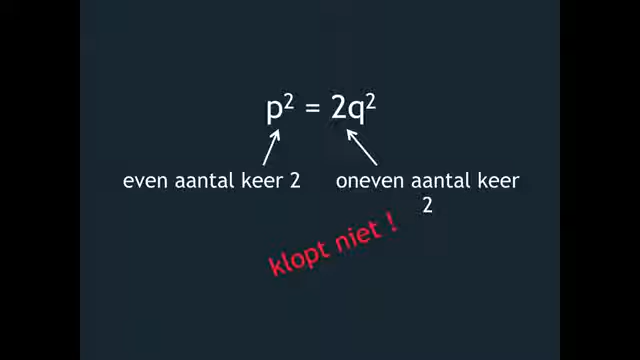 p² = 2q²
even aantal keer 2
oneven aantal keer
2
klopt niet !